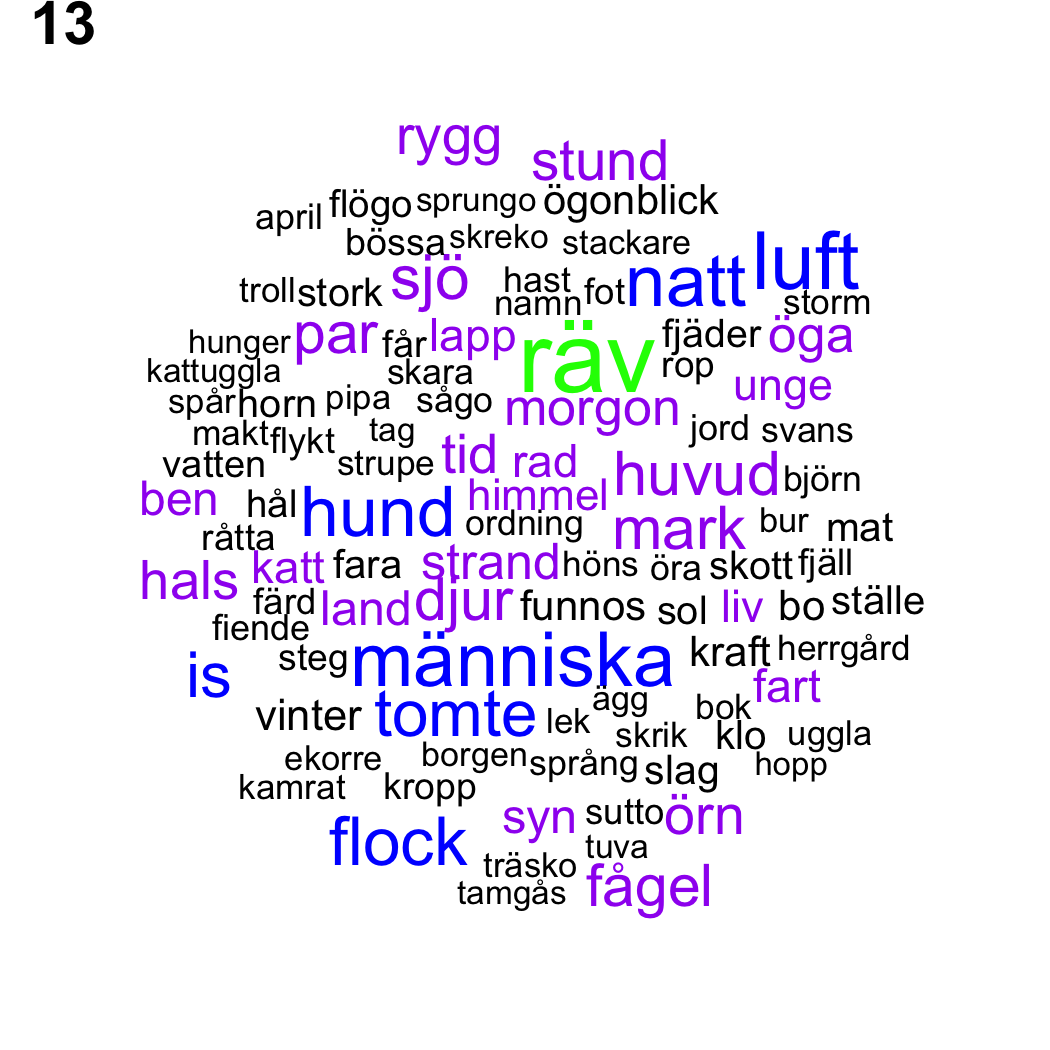 13
rygg stund
april flögo sprungo ögonblick
bössa skreko stackare
troll stork sjö hast namn fot natt luft storm
hunger par får lapp räv fjäder öga
kattuggla skara rop unge
spår horn pipa sågo morgon
makt flykt tag jord svans
vatten strupe tid rad huvud björn
ben hål hund himmel
råtta ordning mark bur mat
hals katt fara strand höns öra skott fjäll
färd land djur funnos sol liv bo ställe
fiende
is steg människa kraft herrgård
fart
vinter tomte lek ägg bok
skrik klo uggla
ekorre borgen språng slag hopp
kamrat kropp
flock syn sutto örn
träsko tuva
tamgås fågel